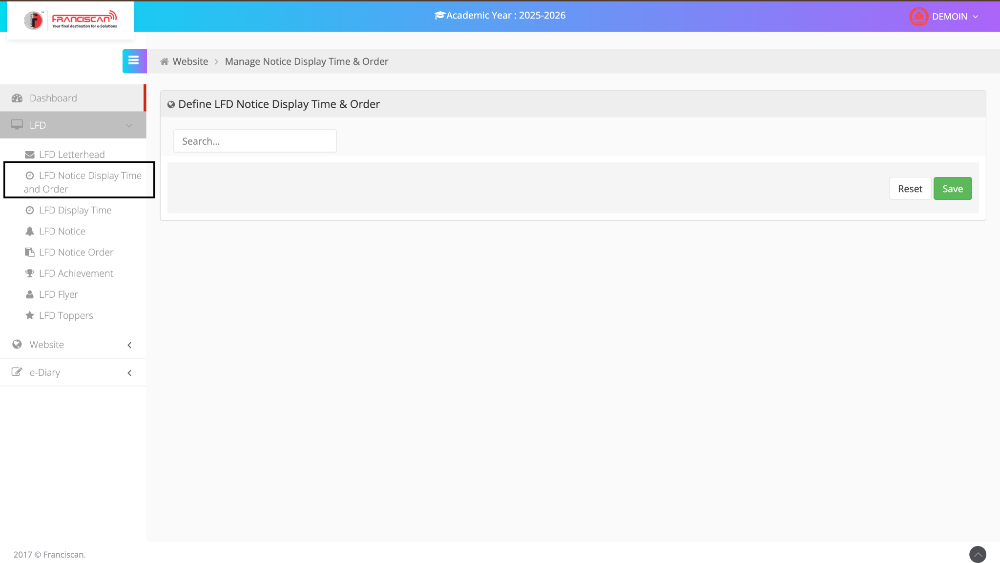 FRANCISCAN
Your final destination for e-Solutions
Academic Year : 2025-2026
DEMOIN
Website > Manage Notice Display Time & Order
Dashboard
LFD
LFD Letterhead
LFD Notice Display Time
and Order
LFD Display Time
LFD Notice
LFD Notice Order
LFD Achievement
LFD Flyer
LFD Toppers
Website
e-Diary
Define LFD Notice Display Time & Order
Search...
Reset Save
2017 © Franciscan.